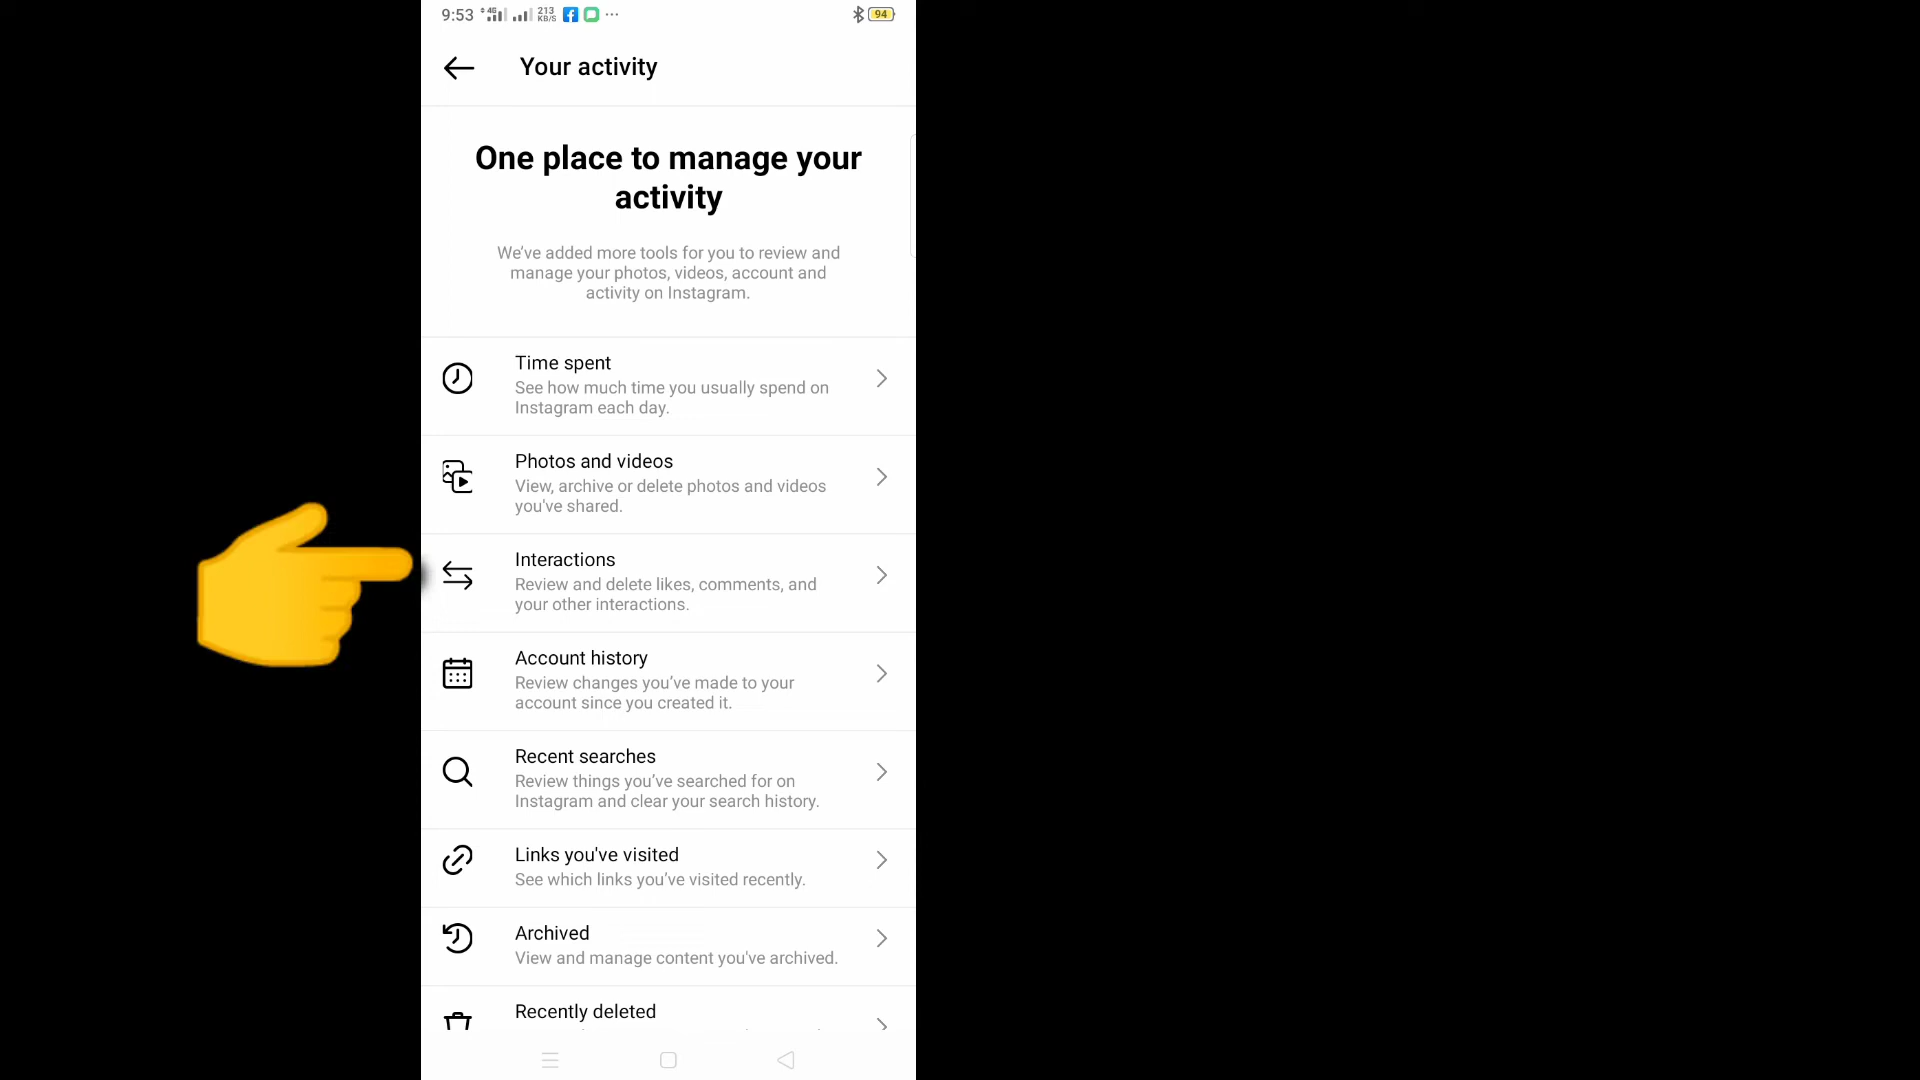 9:53 4G 213 KB/S ··· 94
Your activity
One place to manage your
activity
We've added more tools for you to review and
manage your photos, videos, account and
activity on Instagram.
Time spent
See how much time you usually spend on
Instagram each day.
Photos and videos
View, archive or delete photos and videos
you've shared.
Interactions
Review and delete likes, comments, and
your other interactions.
Account history
Review changes you've made to your
account since you created it.
Recent searches
Review things you've searched for on
Instagram and clear your search history.
Links you've visited
See which links you've visited recently.
Archived
View and manage content you've archived.
Recently deleted